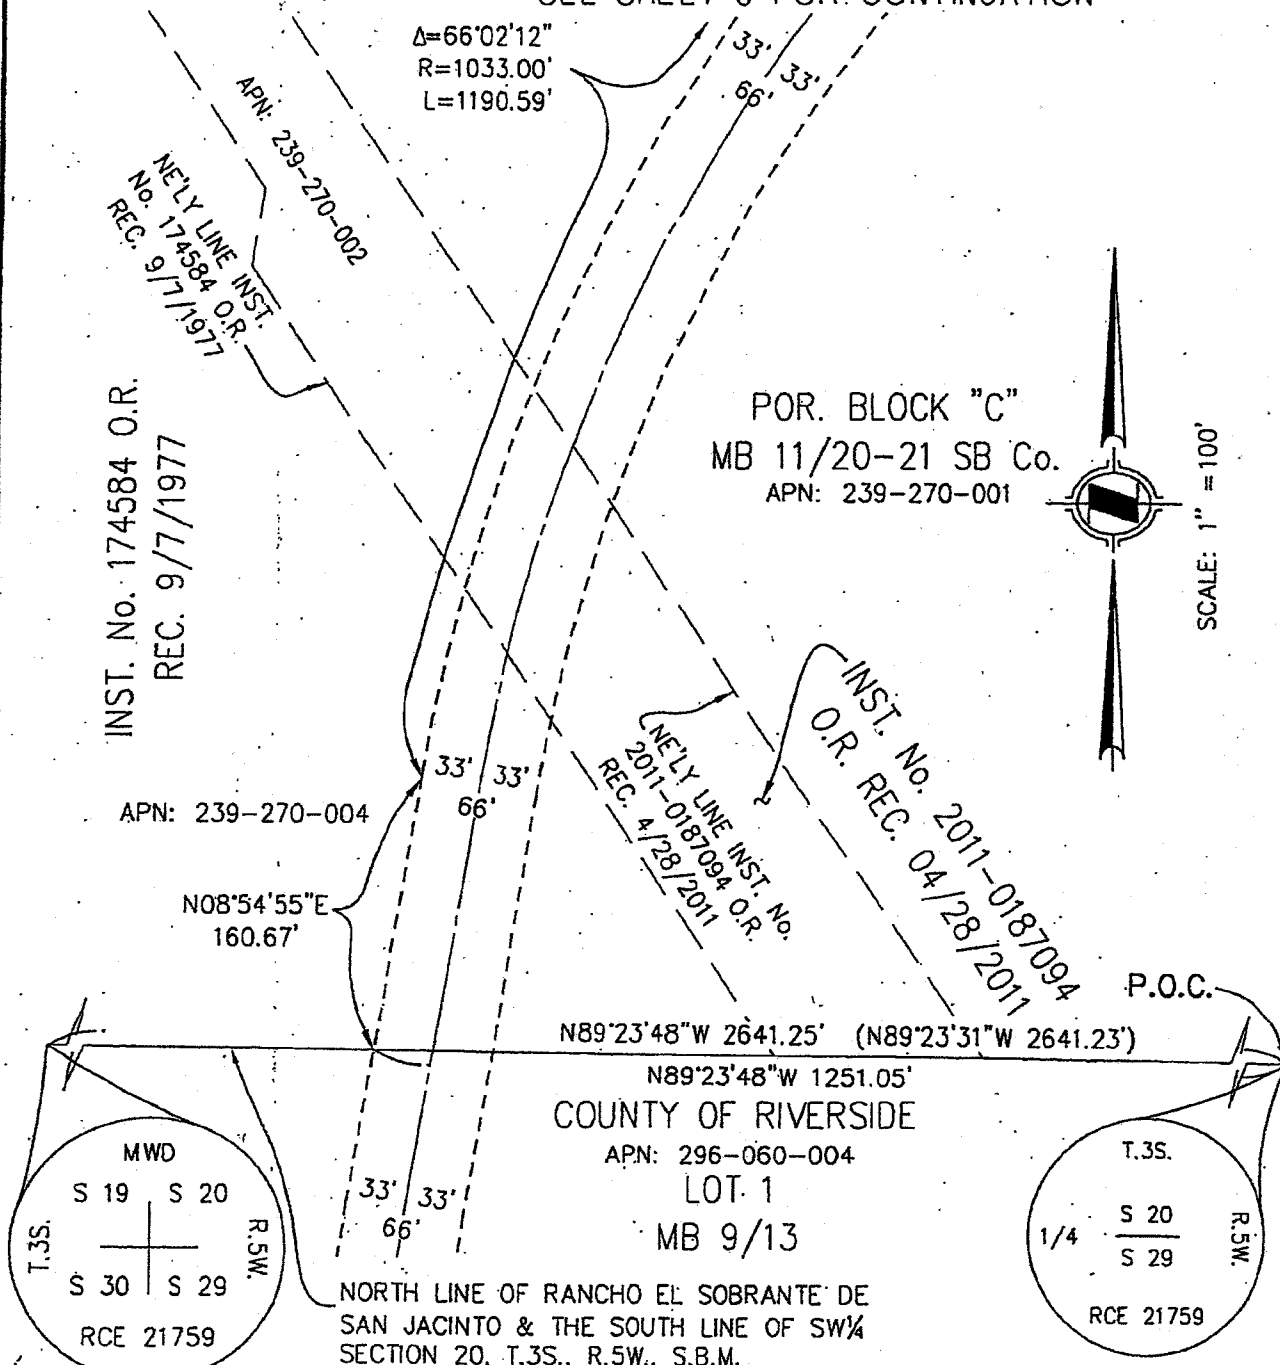 SEE SHEET 6 FOR CONTINUATION
Δ=66°02'12"
R=1033.00'
L=1190.59'
33' 33'
66'
APN: 239-270-002
NE'LY LINE INST.
No. 174584 O.R.
REC. 9/7/1977
INST. No. 174584 O.R.
REC. 9/7/1977
POR. BLOCK "C"
MB 11/20-21 SB Co.
APN: 239-270-001
SCALE: 1" =100'
INST. No. 2011-0187094
O.R. REC. 04/28/2011
NE'LY LINE INST. No.
2011-0187094 O.R.
REC. 4/28/2011
33' 33'
66'
APN: 239-270-004
N08°54'55"E
160.67'
P.O.C.
N89°23'48"W 2641.25' (N89°23'31"W 2641.23')
N89°23'48"W 1251.05'
COUNTY OF RIVERSIDE
APN: 296-060-004
LOT 1
MB 9/13
33' 33'
66'
MWD
S 19 S 20
T.3S.
R.5W.
S 30 S 29
RCE 21759
T.3S.
1/4
S 20
S 29
R.5W.
RCE 21759
NORTH LINE OF RANCHO EL SOBRANTE DE
SAN JACINTO & THE SOUTH LINE OF SW¼
SECTION 20, T.3S., R.5W., S.B.M.